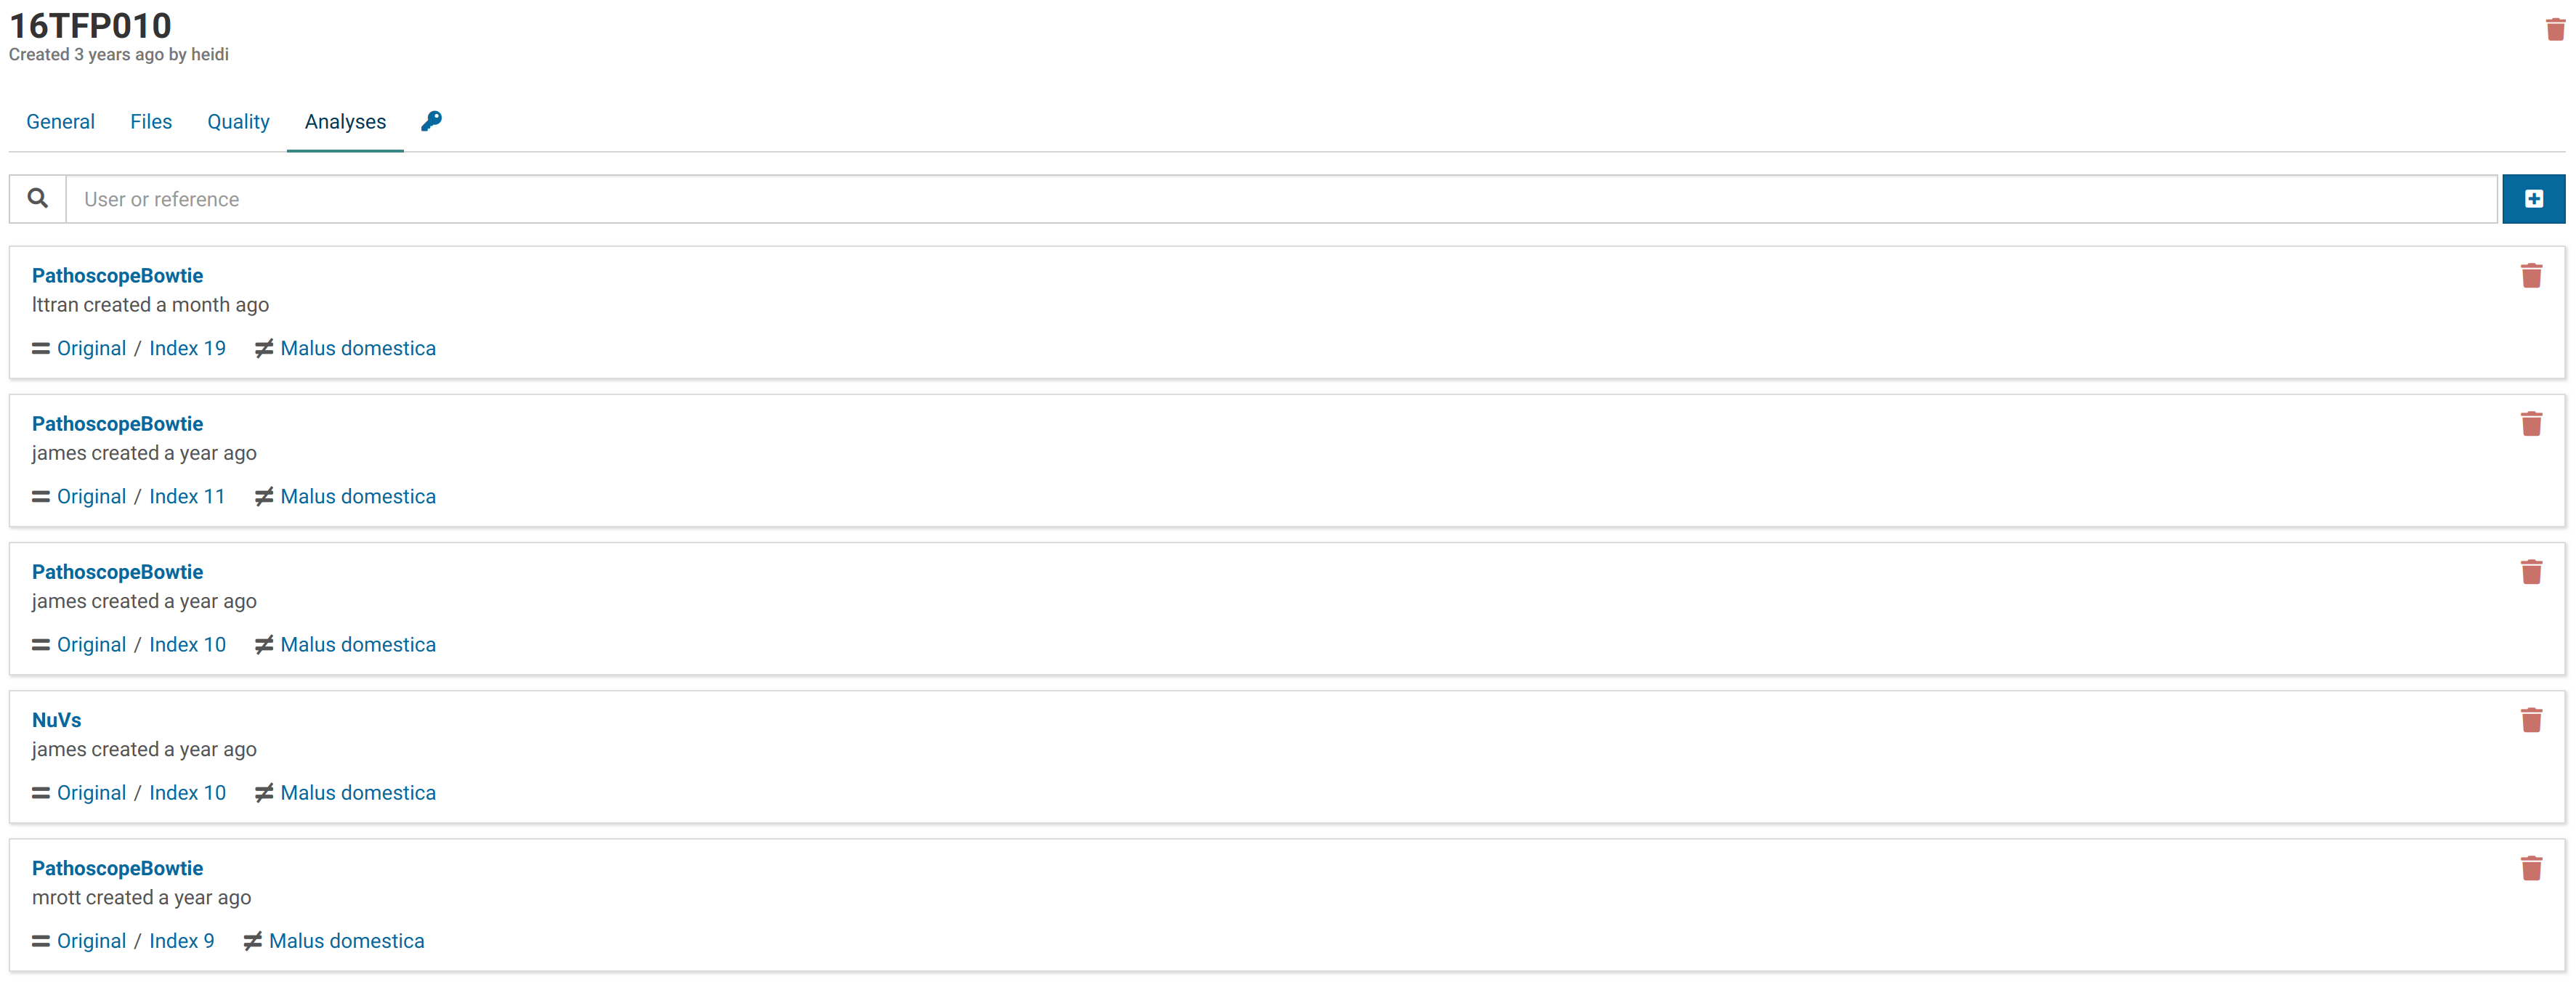 16TFP010
Created 3 years ago by heidi
General Files Quality Analyses
User or reference
PathoscopeBowtie
lttran created a month ago
Original / Index 19 Malus domestica
PathoscopeBowtie
james created a year ago
Original / Index 11 Malus domestica
PathoscopeBowtie
james created a year ago
Original / Index 10 Malus domestica
NuVs
james created a year ago
Original / Index 10 Malus domestica
PathoscopeBowtie
mrott created a year ago
Original / Index 9 Malus domestica